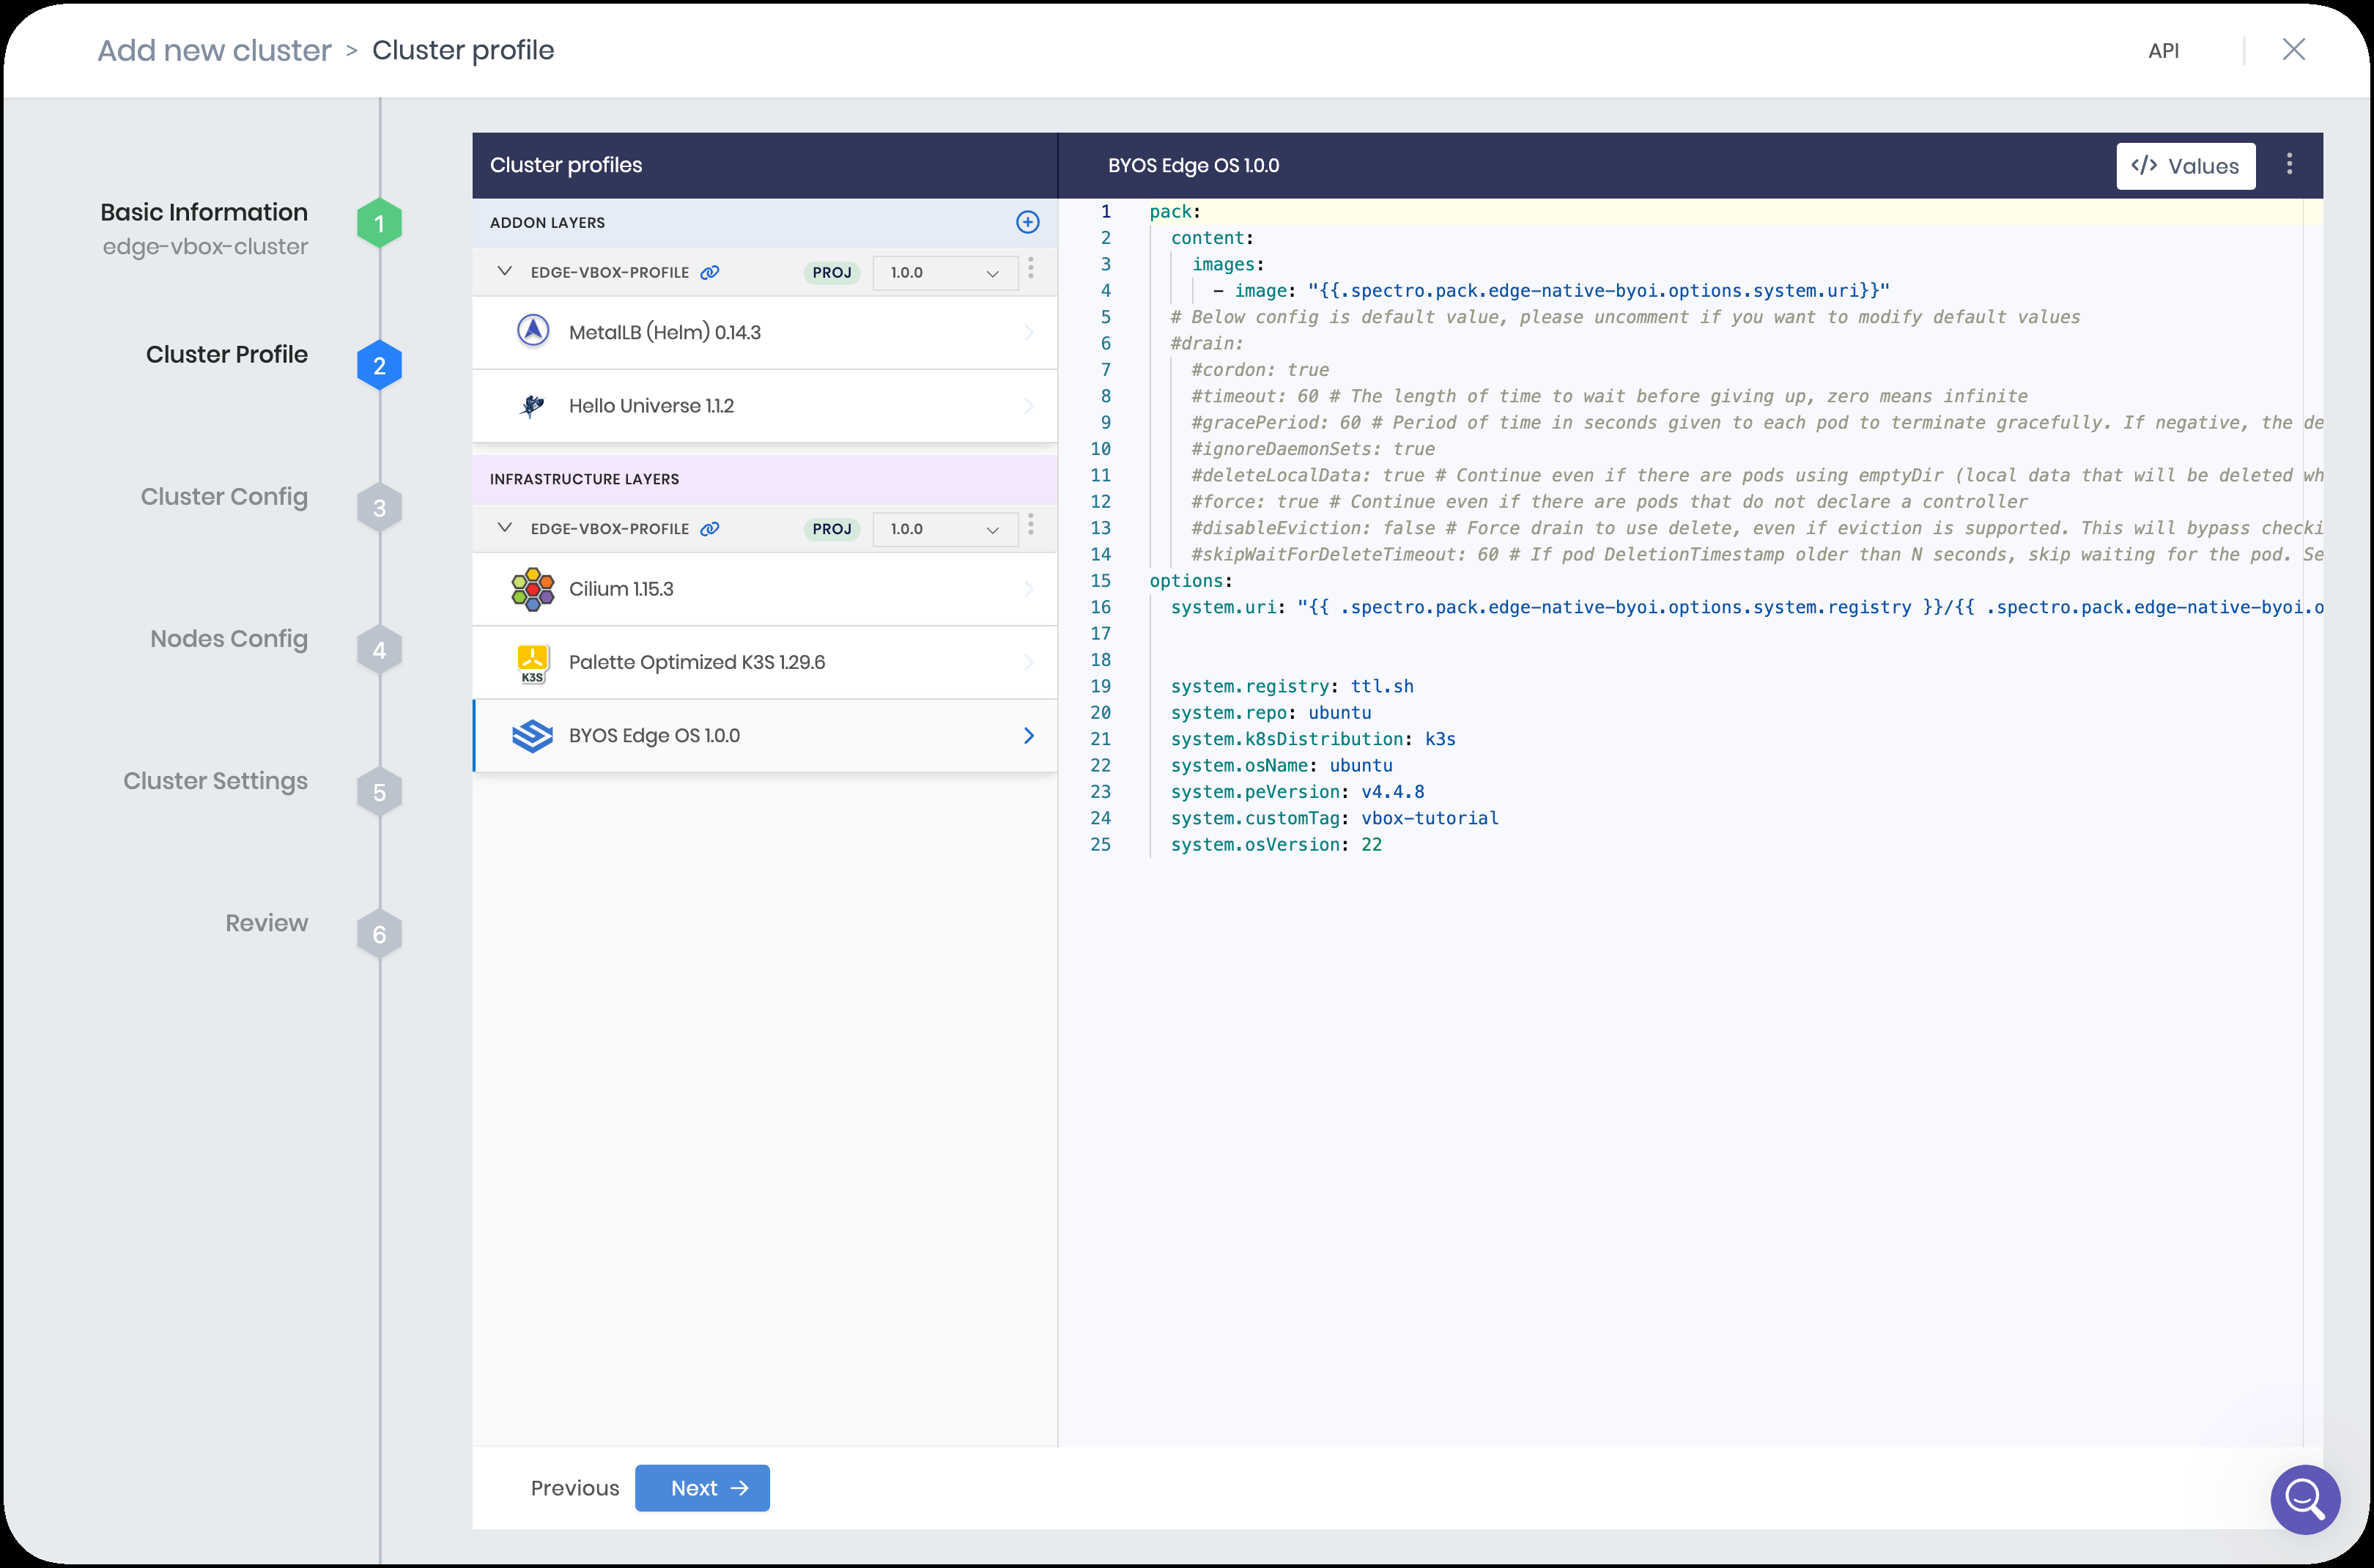 Add new cluster > Cluster profile
API
Basic Information
edge-vbox-cluster
1
Cluster Profile
2
Cluster Config
3
Nodes Config
4
Cluster Settings
5
Review
6
Cluster profiles
ADDON LAYERS
EDGE-VBOX-PROFILE PROJ 1.0.0
MetalLB (Helm) 0.14.3
Hello Universe 1.1.2
INFRASTRUCTURE LAYERS
EDGE-VBOX-PROFILE PROJ 1.0.0
Cilium 1.15.3
K3S
Palette Optimized K3S 1.29.6
BYOS Edge OS 1.0.0
BYOS Edge OS 1.0.0
</> Values
1 pack:
2 content:
3 images:
4 - image: "{{.spectro.pack.edge-native-byoi.options.system.uri}}"
5 # Below config is default value, please uncomment if you want to modify default values
6 #drain:
7 #cordon: true
8 #timeout: 60 # The length of time to wait before giving up, zero means infinite
9 #gracePeriod: 60 # Period of time in seconds given to each pod to terminate gracefully. If negative, the de
10 #ignoreDaemonSets: true
11 #deleteLocalData: true # Continue even if there are pods using emptyDir (local data that will be deleted wh
12 #force: true # Continue even if there are pods that do not declare a controller
13 #disableEviction: false # Force drain to use delete, even if eviction is supported. This will bypass checki
14 #skipWaitForDeleteTimeout: 60 # If pod DeletionTimestamp older than N seconds, skip waiting for the pod. Se
15 options:
16 system.uri: "{{ .spectro.pack.edge-native-byoi.options.system.registry }}/{{ .spectro.pack.edge-native-byoi.o
17
18
19 system.registry: ttl.sh
20 system.repo: ubuntu
21 system.k8sDistribution: k3s
22 system.osName: ubuntu
23 system.peVersion: v4.4.8
24 system.customTag: vbox-tutorial
25 system.osVersion: 22
Previous
Next →